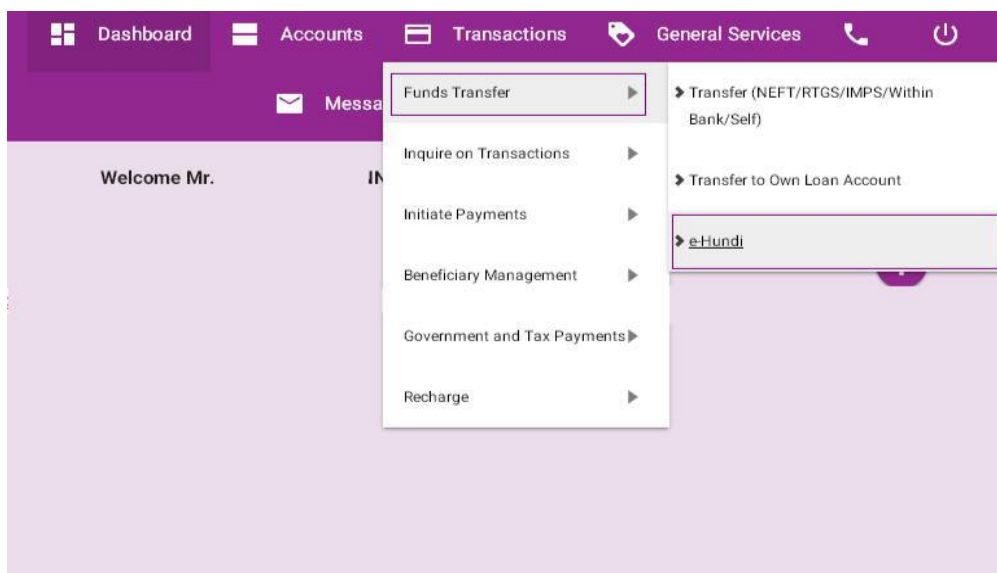 Dashboard
Accounts
Transactions
General Services
Messa
Funds Transfer
Transfer (NEFT/RTGS/IMPS/Within
Bank/Self)
Inquire on Transactions
Transfer to Own Loan Account
Welcome Mr.
IN
Initiate Payments
e-Hundi
Beneficiary Management
Government and Tax Payments
Recharge